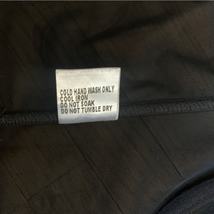 COLD HAND WASH ONLY
COOL IRON
DO NOT SOAK
DO NOT TUMBLE DRY